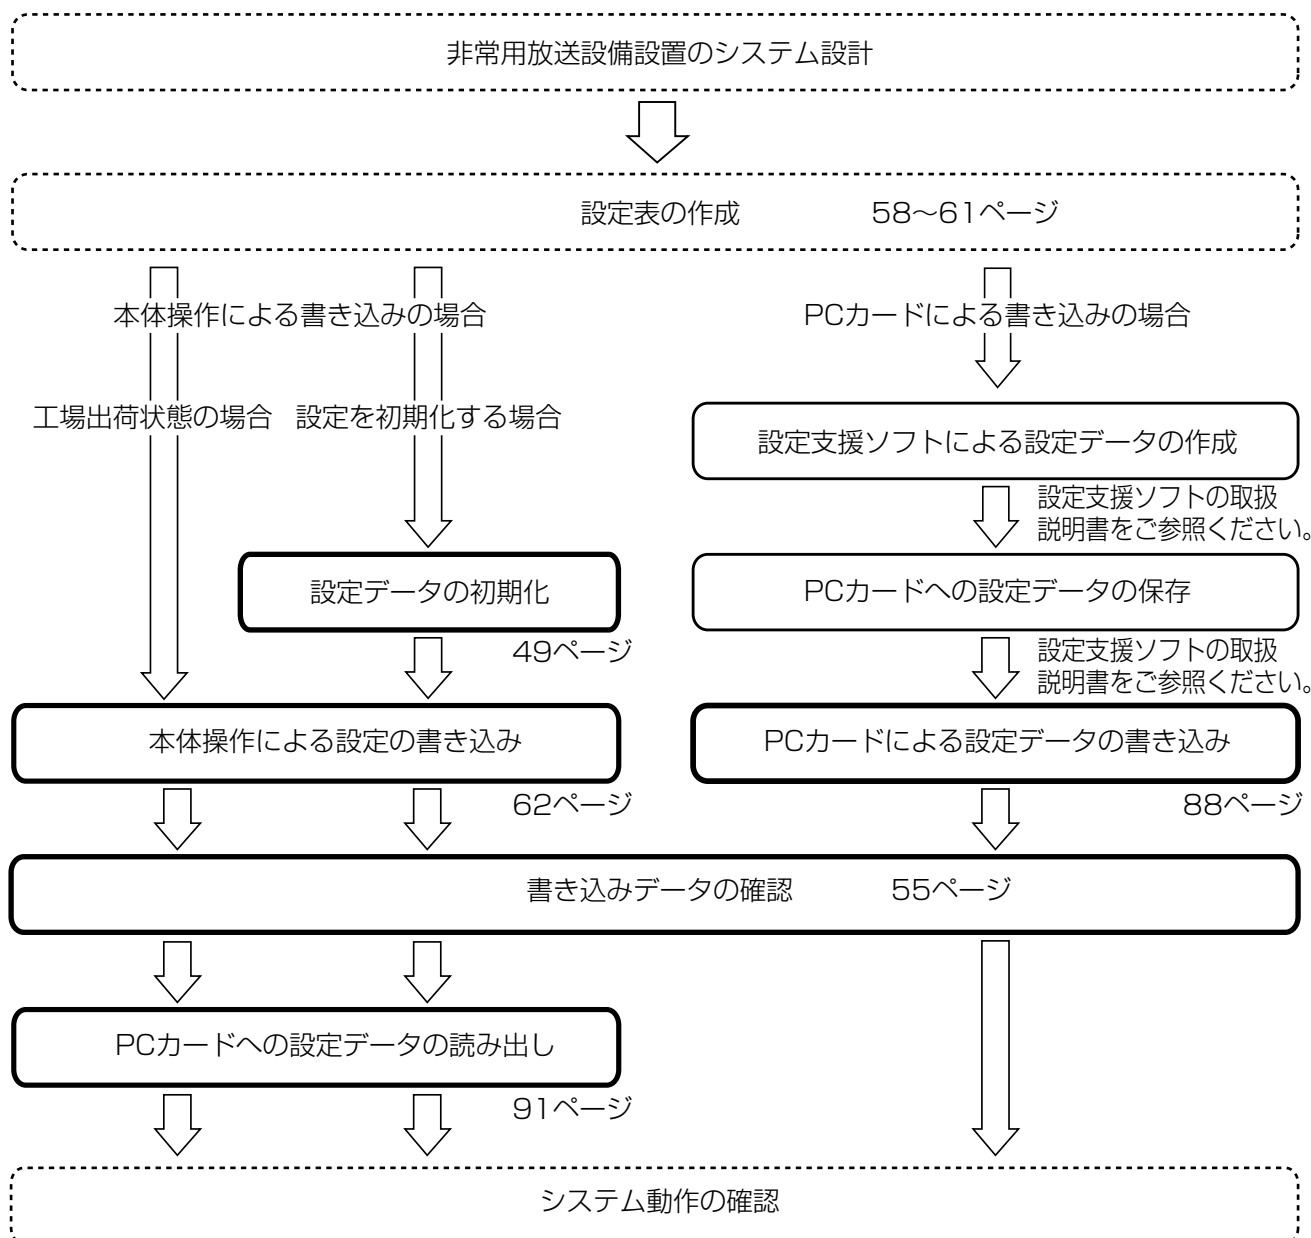 非常用放送設備設置のシステム設計
設定表の作成 58～61ページ
本体操作による書き込みの場合
PCカードによる書き込みの場合
工場出荷状態の場合
設定を初期化する場合
設定支援ソフトによる設定データの作成
設定支援ソフトの取扱
説明書をご参照ください。
設定データの初期化
PCカードへの設定データの保存
49ページ
設定支援ソフトの取扱
説明書をご参照ください。
本体操作による設定の書き込み
PCカードによる設定データの書き込み
62ページ
88ページ
書き込みデータの確認 55ページ
PCカードへの設定データの読み出し
91ページ
システム動作の確認